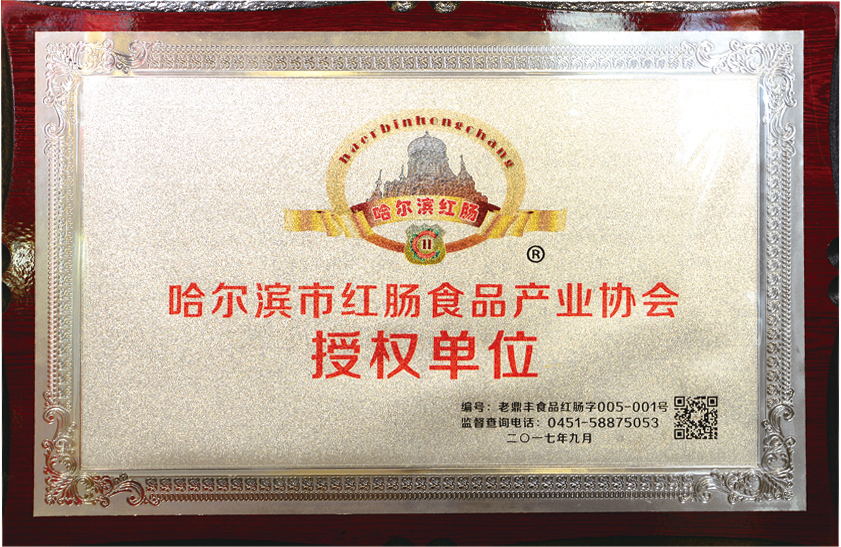 haerbinhongchang
哈尔滨红肠
®
哈尔滨市红肠食品产业协会
授权单位
编号：老鼎丰食品红肠字005-001号
监督查询电话：0451-58875053
二〇一七年九月